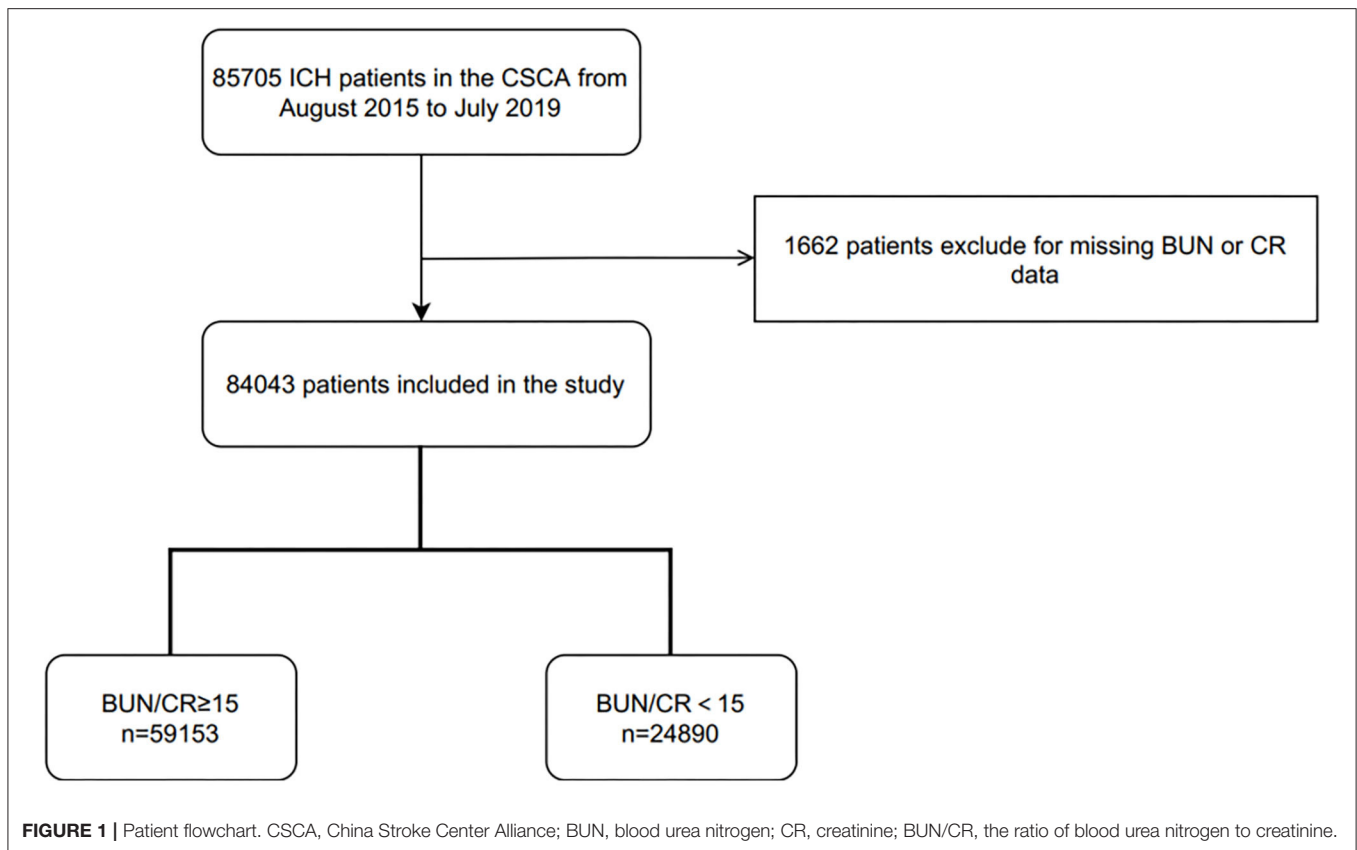 85705 ICH patients in the CSCA from
August 2015 to July 2019
1662 patients exclude for missing BUN or CR
data
84043 patients included in the study
BUN/CR≥15
n=59153
BUN/CR < 15
n=24890
FIGURE 1 | Patient flowchart. CSCA, China Stroke Center Alliance; BUN, blood urea nitrogen; CR, creatinine; BUN/CR, the ratio of blood urea nitrogen to creatinine.